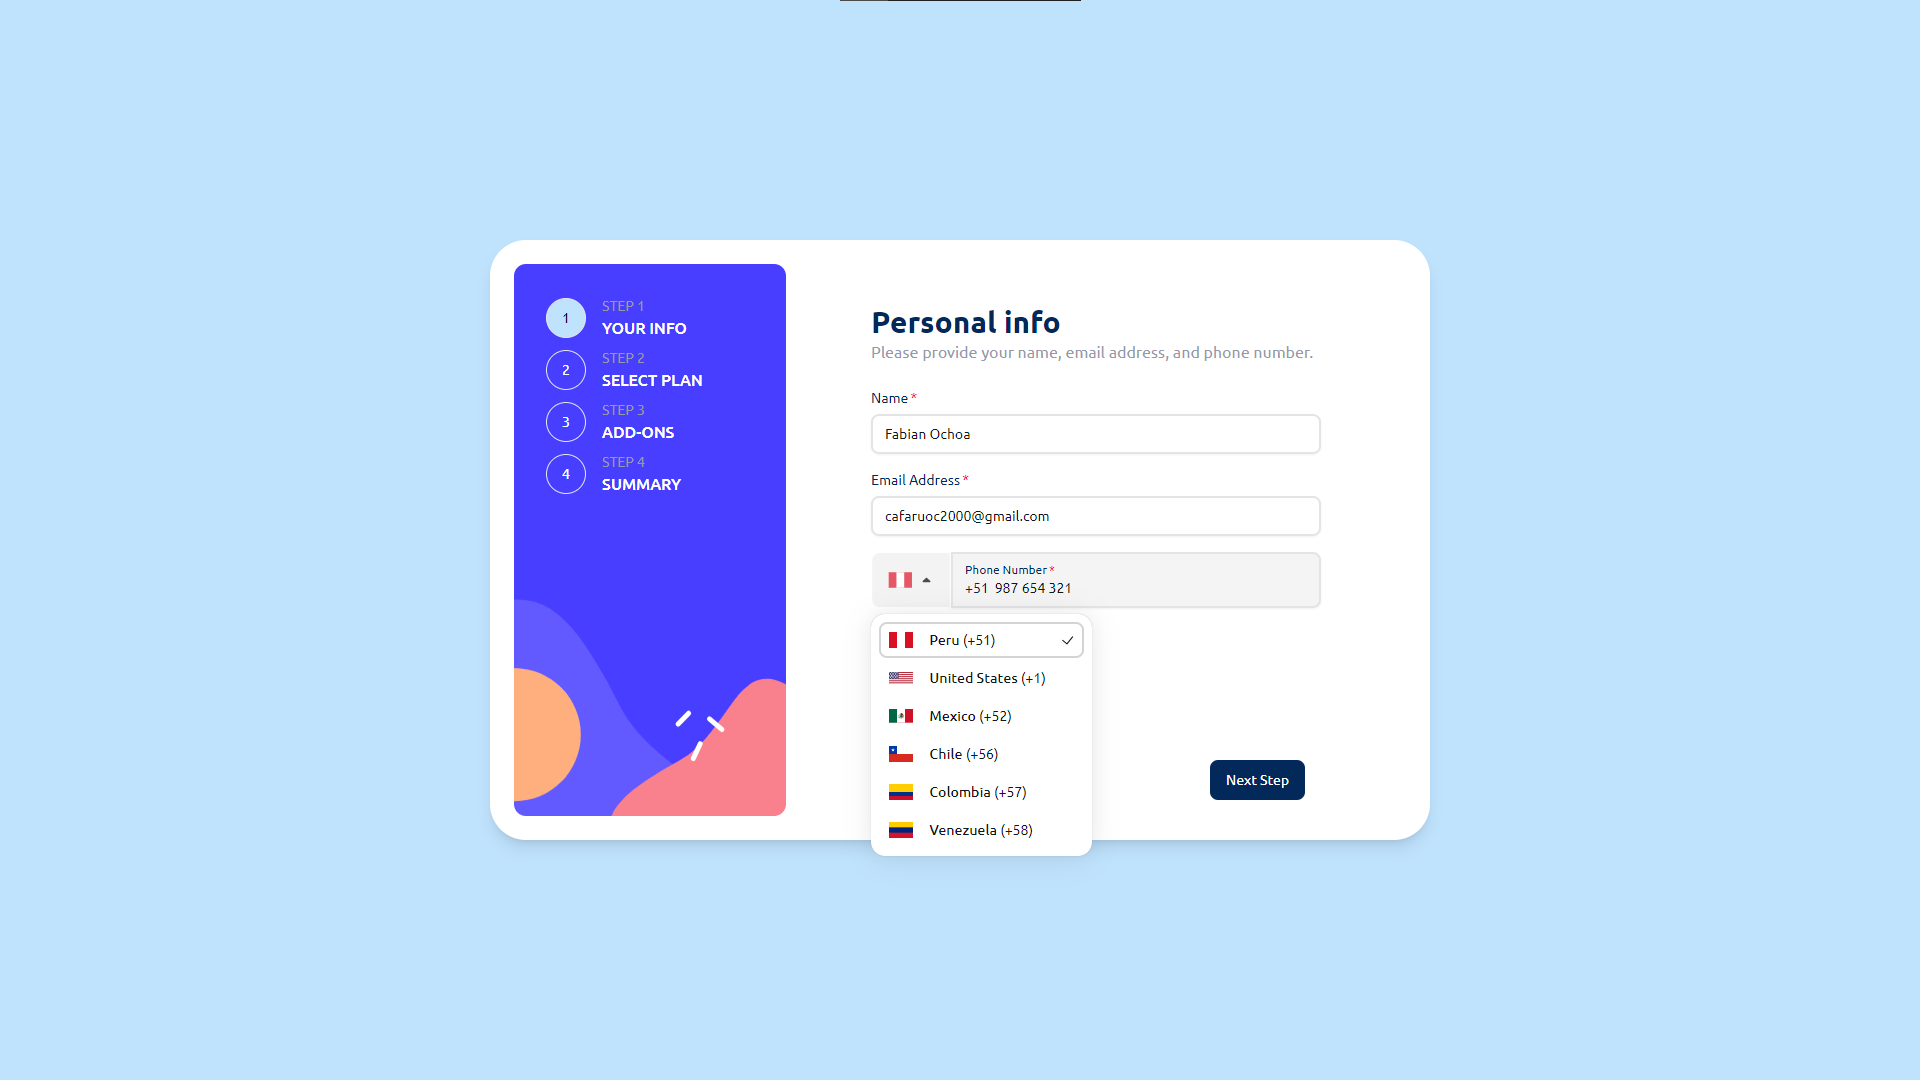 1
STEP 1
YOUR INFO
2
STEP 2
SELECT PLAN
3
STEP 3
ADD-ONS
4
STEP 4
SUMMARY
Personal info
Please provide your name, email address, and phone number.
Name *
Fabian Ochoa
Email Address *
cafaruoc2000@gmail.com
Phone Number *
+51 987 654 321
Peru (+51)
United States (+1)
Mexico (+52)
Chile (+56)
Colombia (+57)
Venezuela (+58)
Next Step